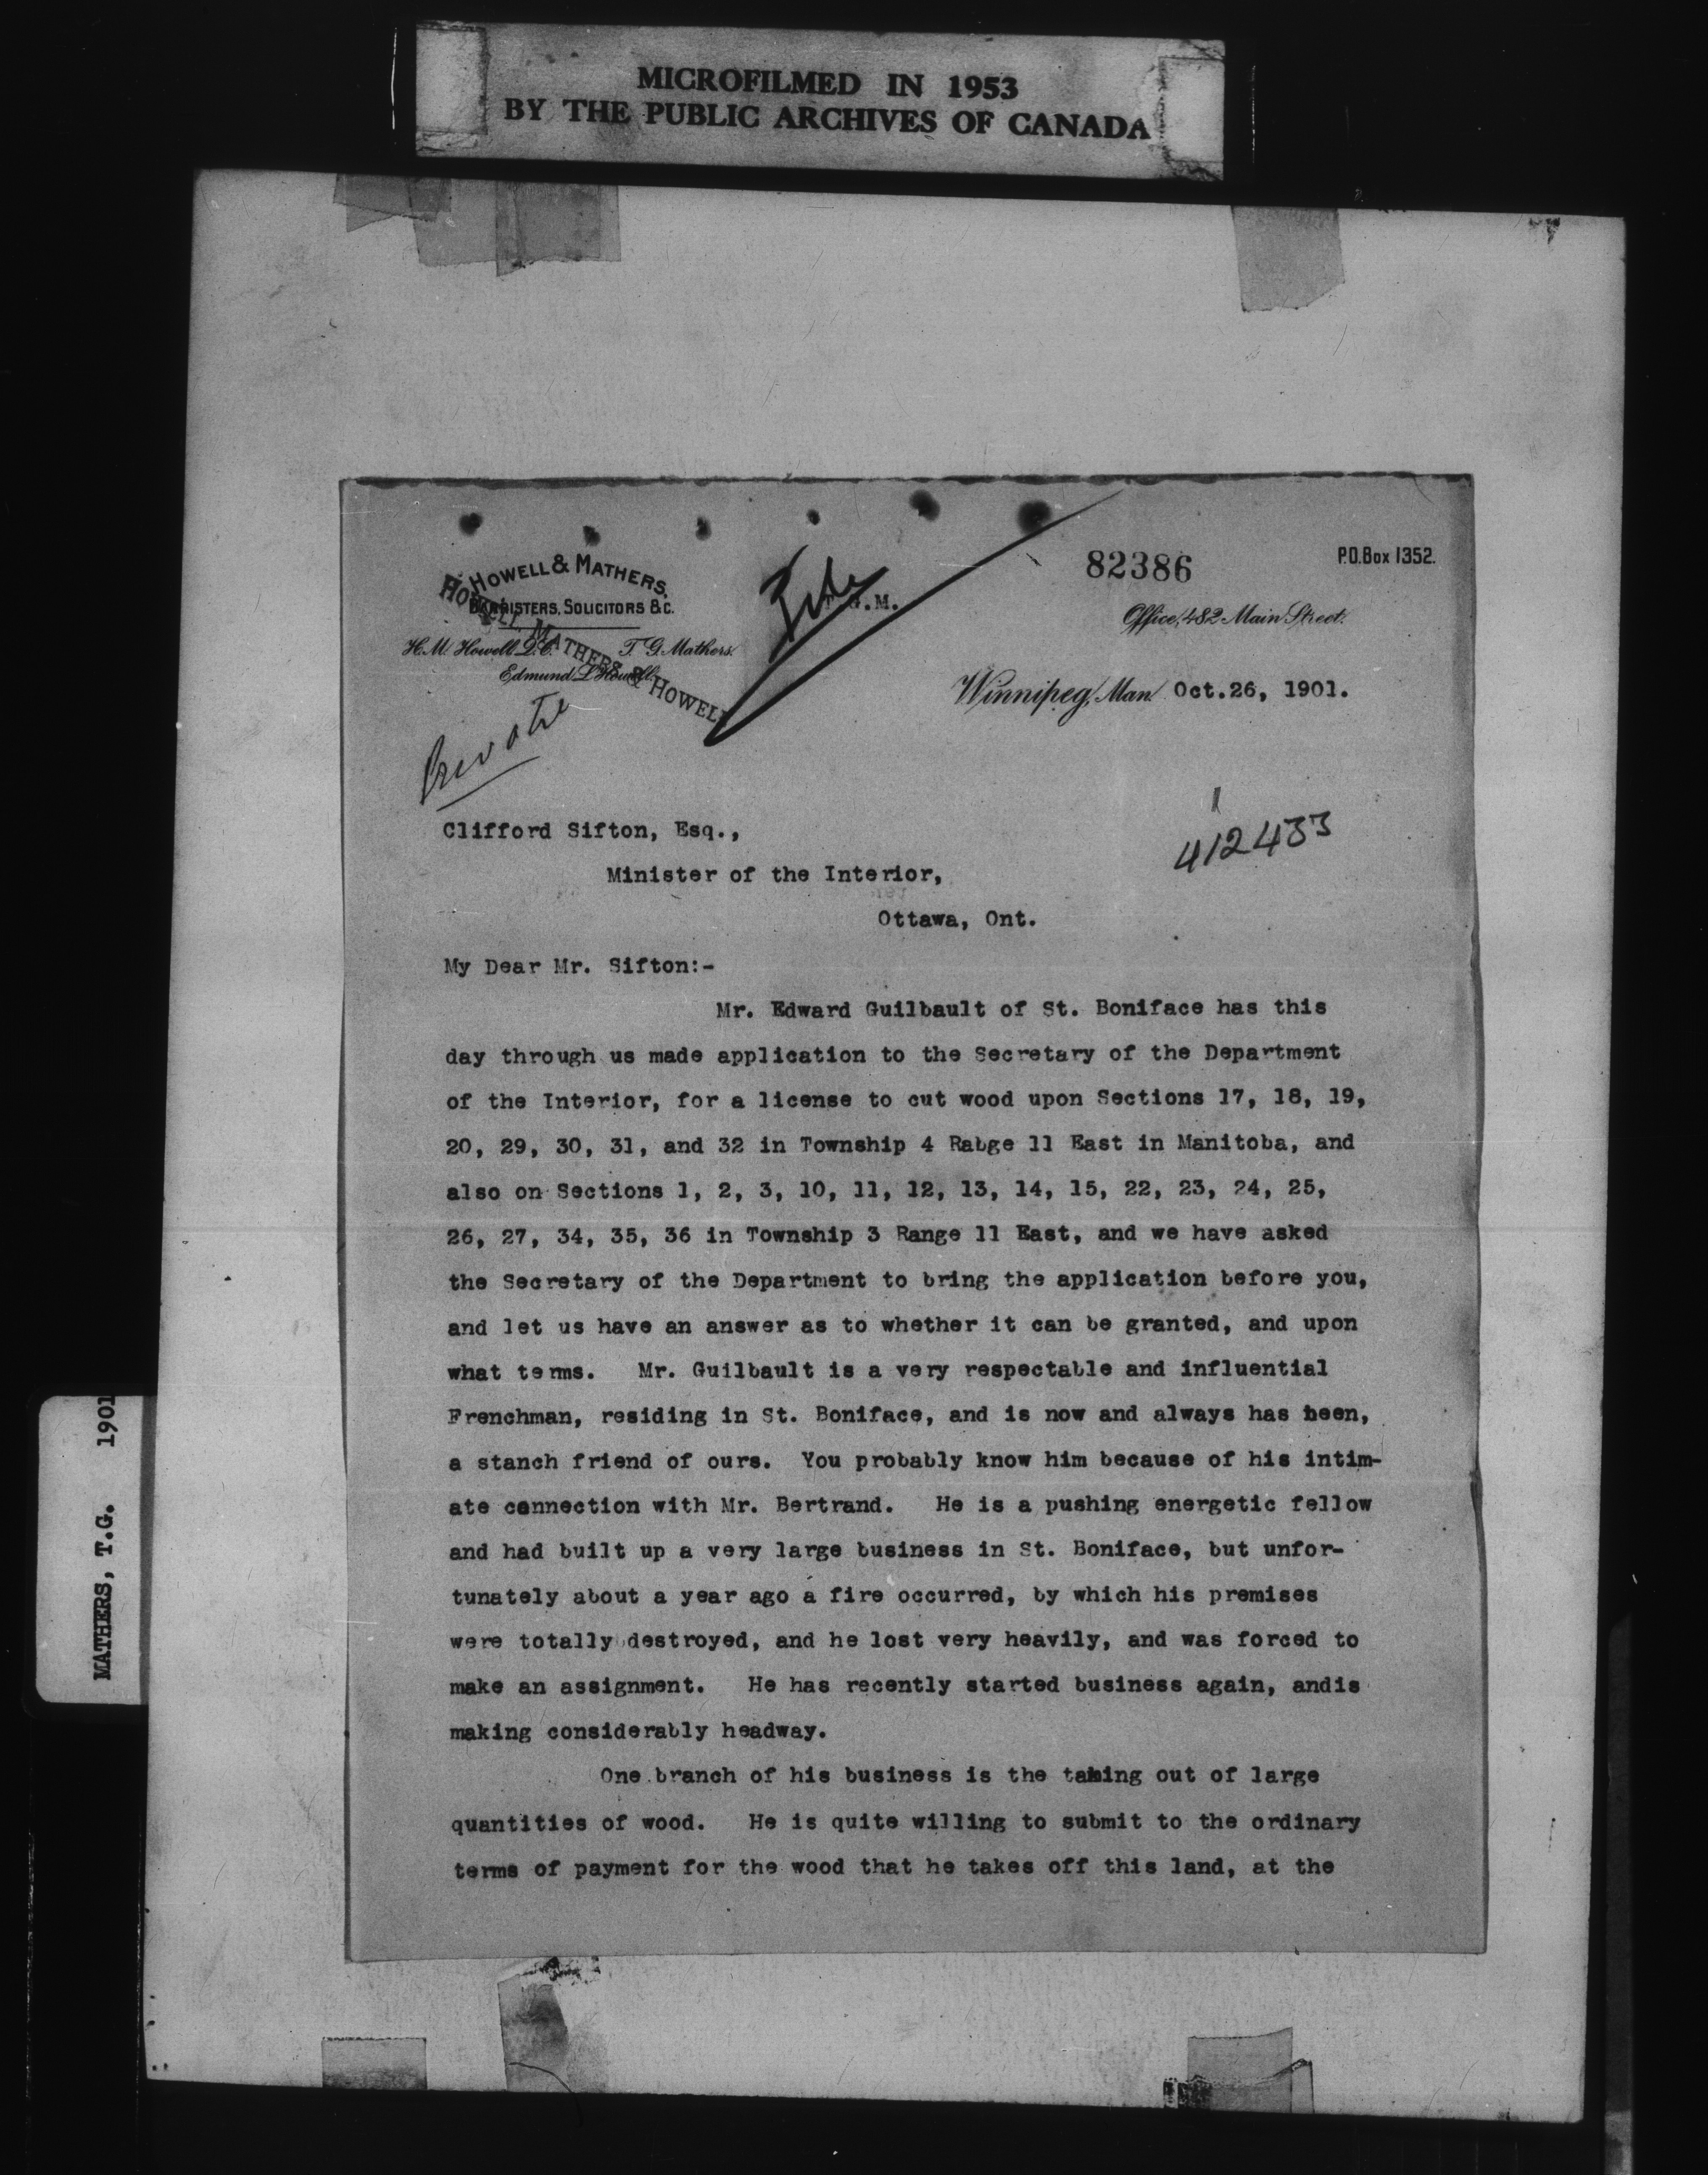 MICROFILMED IN 1953
BY THE PUBLIC ARCHIVES OF CANADA
HOWELL & MATHERS,
BARRISTERS, SOLICITORS &C.
H.M. Howell Q.C. T.G. Mathers.
Edmund L. Howell.
HOWELL, MATHERS & HOWELL
File
T.G.M.
82386
P.O. Box 1352.
Office, 482 Main Street.
Winnipeg, Man. Oct.26, 1901.
Private
412433
Clifford Sifton, Esq.,
Minister of the Interior,
Ottawa, Ont.
My Dear Mr. Sifton:-
Mr. Edward Guilbault of St. Boniface has this
day through us made application to the Secretary of the Department
of the Interior, for a license to cut wood upon Sections 17, 18, 19,
20, 29, 30, 31, and 32 in Township 4 Rabge 11 East in Manitoba, and
also on Sections 1, 2, 3, 10, 11, 12, 13, 14, 15, 22, 23, 24, 25,
26, 27, 34, 35, 36 in Township 3 Range 11 East, and we have asked
the Secretary of the Department to bring the application before you,
and let us have an answer as to whether it can be granted, and upon
what terms. Mr. Guilbault is a very respectable and influential
Frenchman, residing in St. Boniface, and is now and always has been,
a stanch friend of ours. You probably know him because of his intim-
ate connection with Mr. Bertrand. He is a pushing energetic fellow
and had built up a very large business in St. Boniface, but unfor-
tunately about a year ago a fire occurred, by which his premises
were totally destroyed, and he lost very heavily, and was forced to
make an assignment. He has recently started business again, andis
making considerably headway.
One branch of his business is the taking out of large
quantities of wood. He is quite willing to submit to the ordinary
terms of payment for the wood that he takes off this land, at the
MATHERS, T.G. 1901